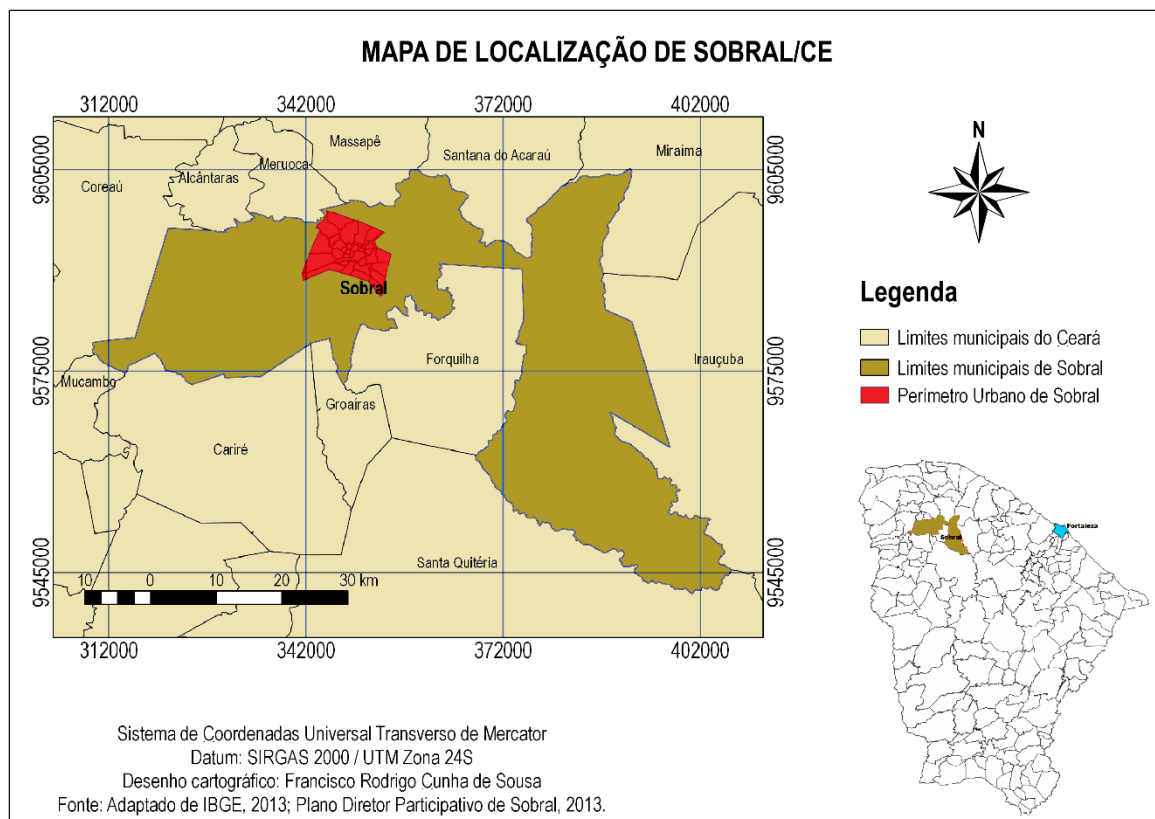 MAPA DE LOCALIZAÇÃO DE SOBRAL/CE
312000
342000
372000
402000
9605000
9575000
9545000
Massapê
Santana do Acaraú
Miraima
Meruoca
Alcântaras
Coreaú
Sobral
Forquilha
Irauçuba
Mucambo
Groaíras
Cariré
Santa Quitéria
10 0 10 20 30 km
9605000
9575000
9545000
312000
342000
372000
402000
N
Legenda
Limites municipais do Ceará
Limites municipais de Sobral
Perímetro Urbano de Sobral
Fortaleza
Sobral
Sistema de Coordenadas Universal Transverso de Mercator
Datum: SIRGAS 2000 / UTM Zona 24S
Desenho cartográfico: Francisco Rodrigo Cunha de Sousa
Fonte: Adaptado de IBGE, 2013; Plano Diretor Participativo de Sobral, 2013.